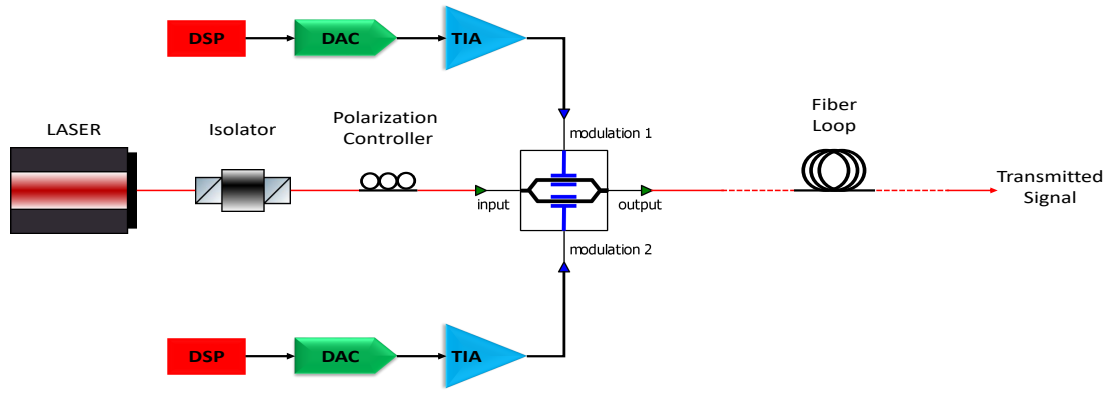 DSP
DAC
TIA
LASER
Isolator
Polarization
Controller
modulation 1
Fiber
Loop
input
output
Transmitted
Signal
modulation 2
DSP
DAC
TIA